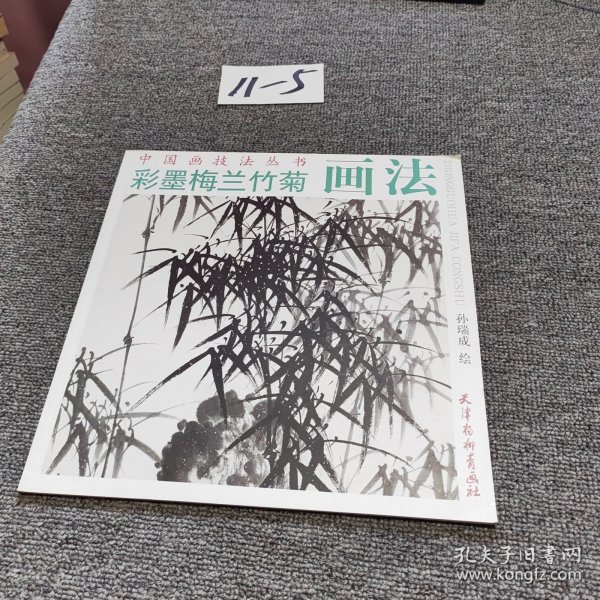 11-5
中国画技法丛书
彩墨梅兰竹菊 画法
ZHONGGUOHUA JIFA CONGSHU
孙瑞成 绘
天津杨柳青画社
孔夫子旧书网
www.kongfz.com